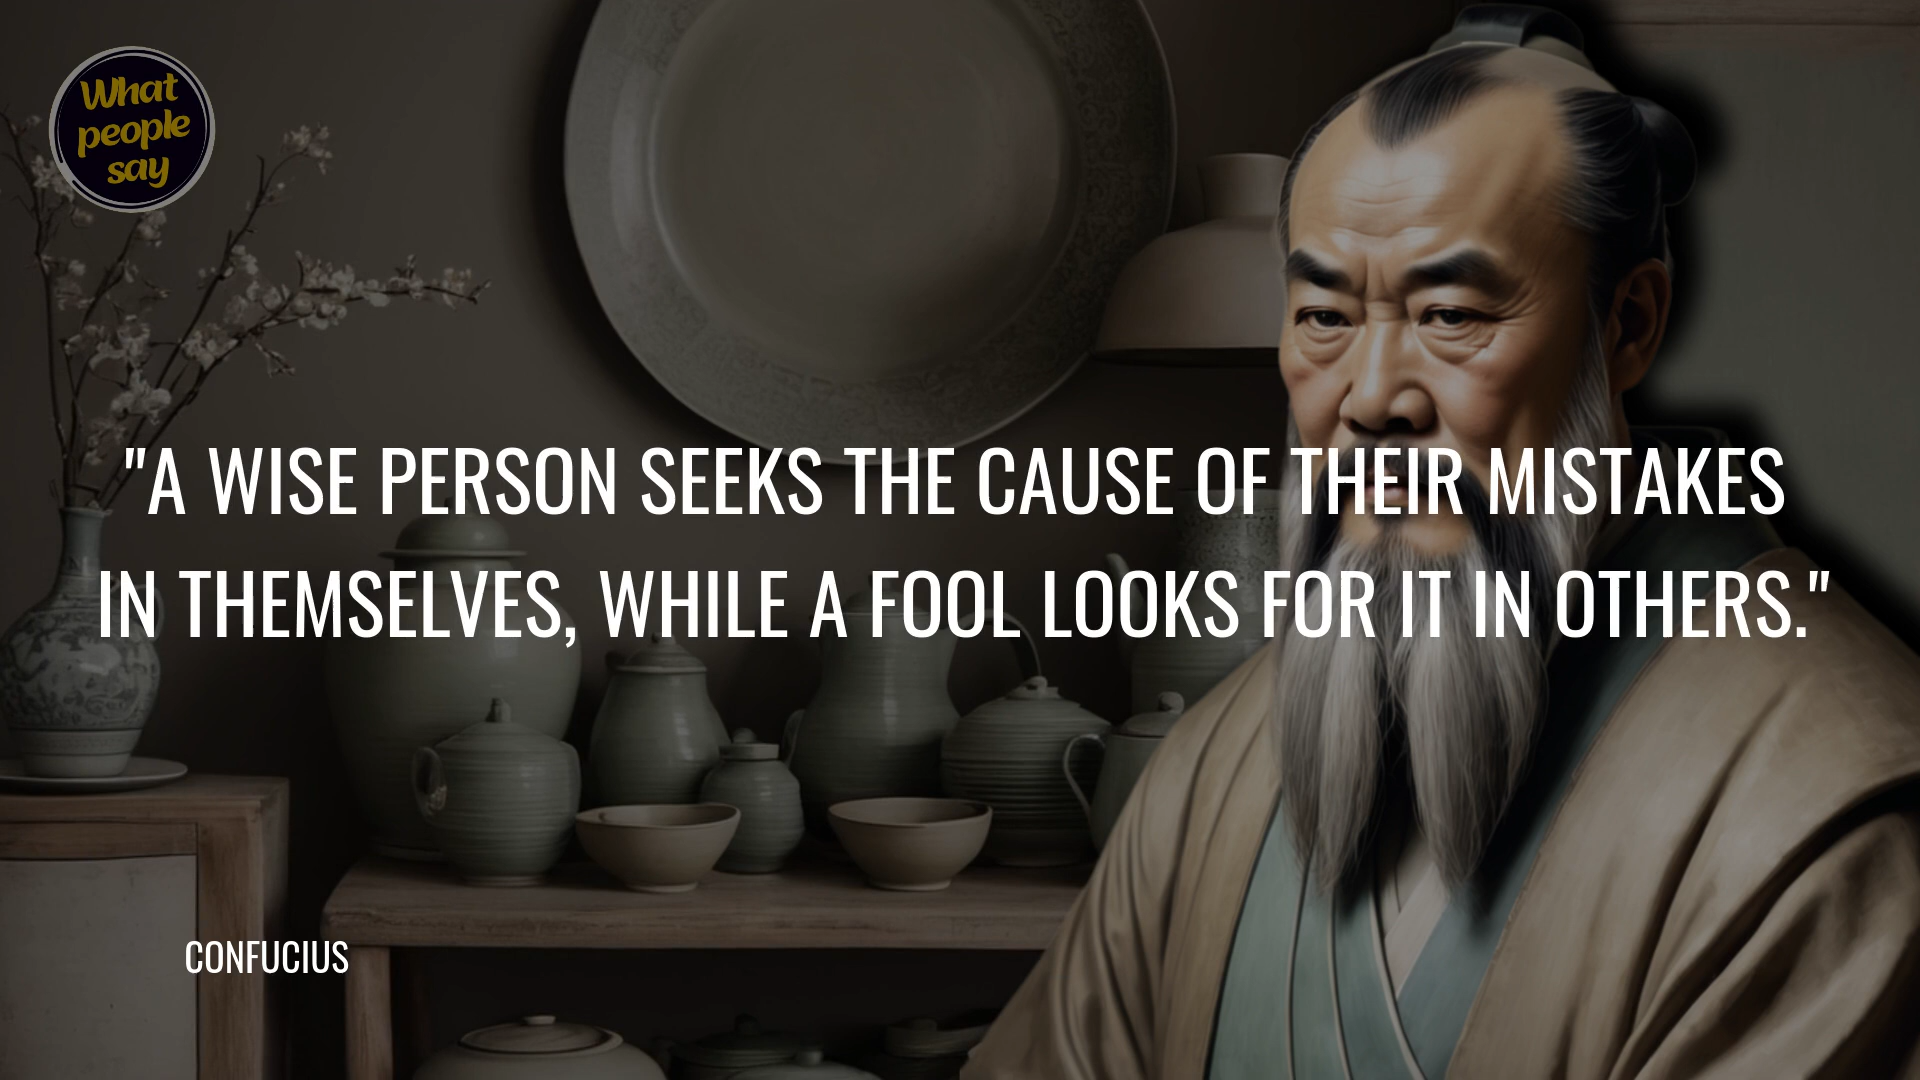 What
people
say
"A WISE PERSON SEEKS THE CAUSE OF THEIR MISTAKES
IN THEMSELVES, WHILE A FOOL LOOKS FOR IT IN OTHERS."
CONFUCIUS